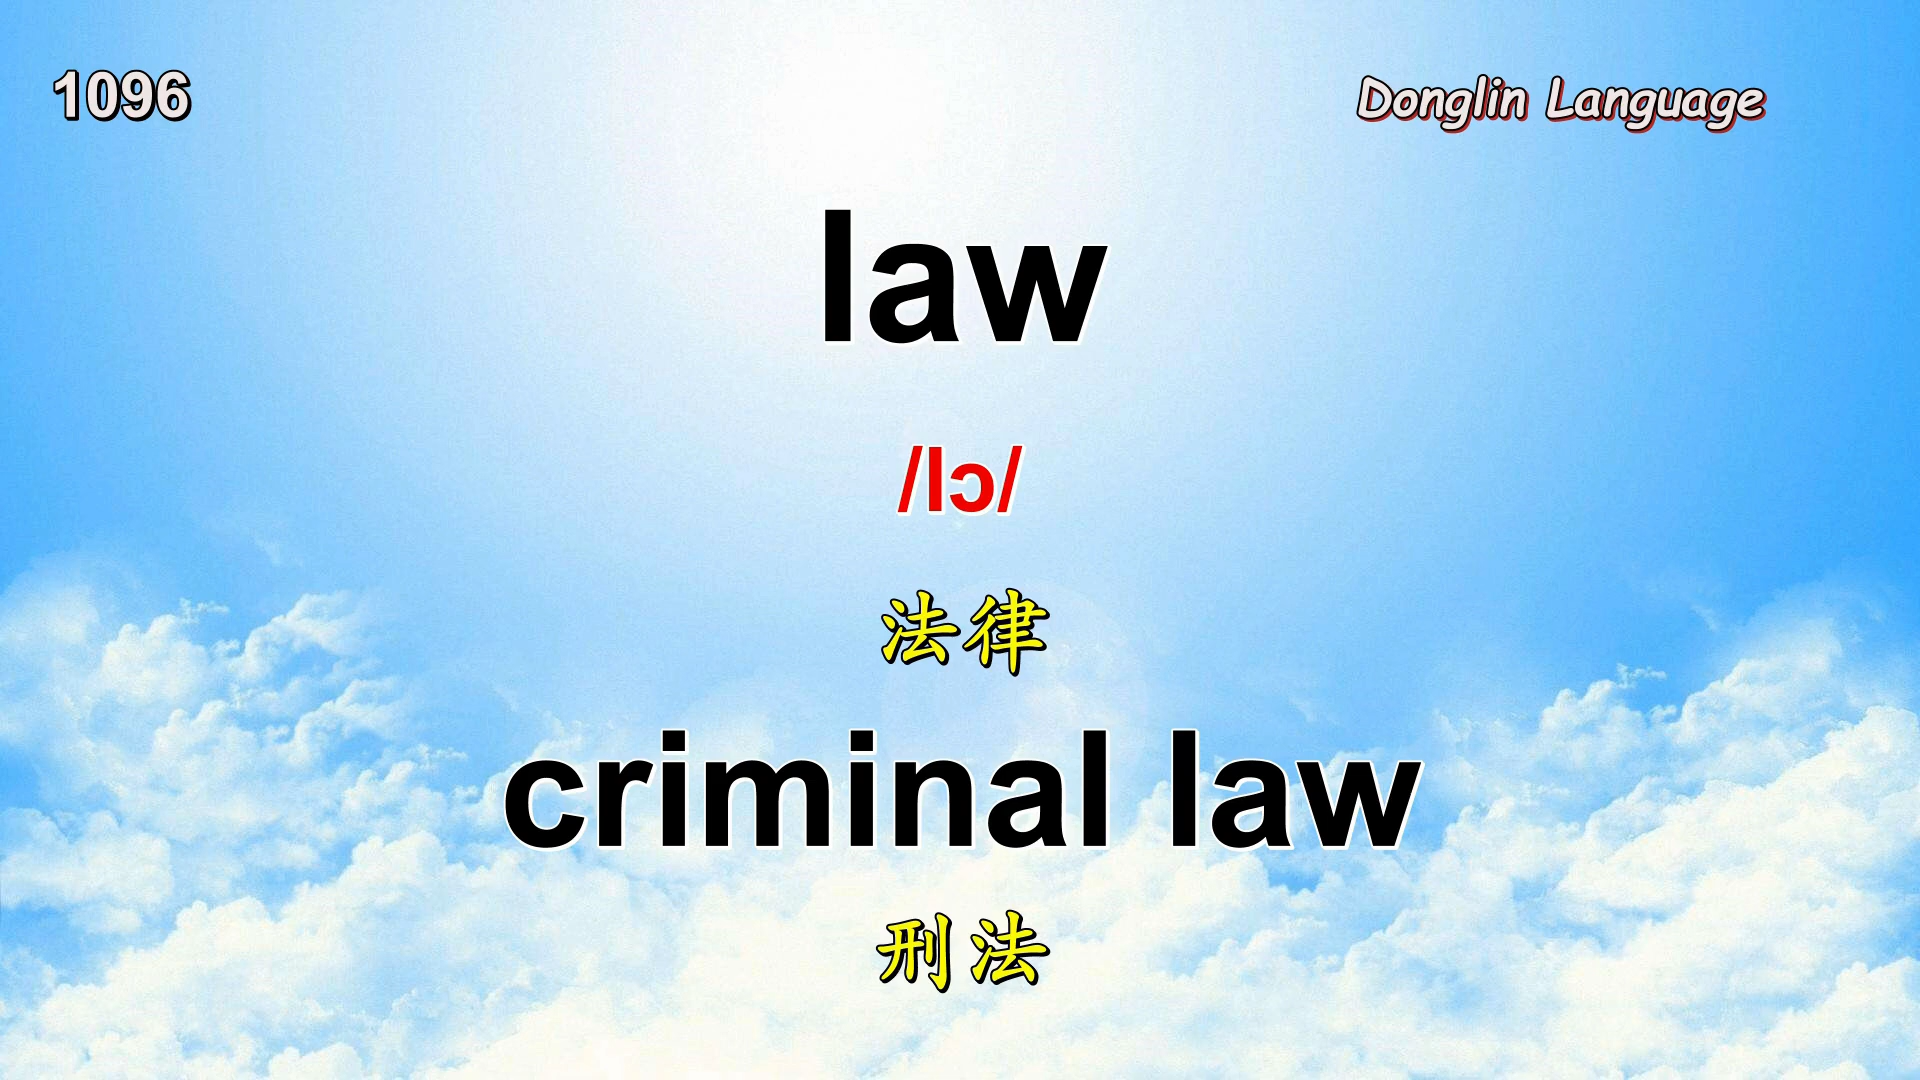 1096
Donglin Language
law
/lɔ/
法律
criminal law
刑法